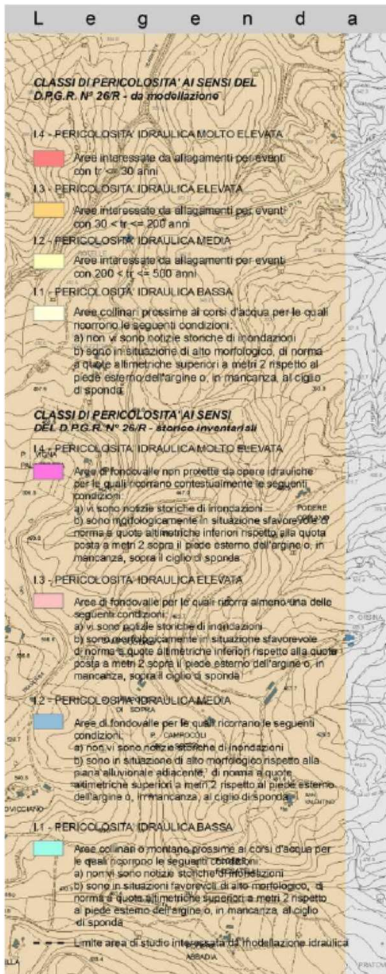 L e g e n d a
CLASSI DI PERICOLOSITA' AI SENSI DEL
D.P.G.R. N° 26/R - da modellazione
I.4 - PERICOLOSITA' IDRAULICA MOLTO ELEVATA
Aree interessate da allagamenti per eventi
con tr <= 30 anni
I.3 - PERICOLOSITA' IDRAULICA ELEVATA
Aree interessate da allagamenti per eventi
con 30 < tr <= 200 anni
I.2 - PERICOLOSITA' IDRAULICA MEDIA
Aree interessate da allagamenti per eventi
con 200 < tr <= 500 anni
I.1 - PERICOLOSITA' IDRAULICA BASSA
Aree collinari prossime ai corsi d'acqua per le quali
ricorrono le seguenti condizioni:
a) non vi sono notizie storiche di inondazioni
b) sono in situazione di alto morfologico, di norma
a quote altimetriche superiori a metri 2 rispetto al
piede esterno dell'argine o, in mancanza, al ciglio
di sponda
CLASSI DI PERICOLOSITA' AI SENSI
DEL D.P.G.R. N° 26/R - storico inventariali
I.4 - PERICOLOSITA' IDRAULICA MOLTO ELEVATA
Aree di fondovalle non protette da opere idrauliche
per le quali ricorrano contestualmente le seguenti
condizioni:
a) vi sono notizie storiche di inondazioni
b) sono morfologicamente in situazione sfavorevole di
norma a quote altimetriche inferiori rispetto alla quota
posta a metri 2 sopra il piede esterno dell'argine o, in
mancanza, sopra il ciglio di sponda
PODERE
I.3 - PERICOLOSITA' IDRAULICA ELEVATA
Aree di fondovalle per le quali ricorra almeno una delle
seguenti condizioni:
a) vi sono notizie storiche di inondazioni
b) sono morfologicamente in situazione sfavorevole
di norma a quote altimetriche inferiori rispetto alla quota
posta a metri 2 sopra il piede esterno dell'argine o, in
mancanza, sopra il ciglio di sponda
I.2 - PERICOLOSITA' IDRAULICA MEDIA
DI SOPRA
Aree di fondovalle per le quali ricorrano le seguenti
condizioni:
P. CAMPOCOLI
a) non vi sono notizie storiche di inondazioni
b) sono in situazione di alto morfologico rispetto alla
piana alluvionale adiacente, di norma a quote
altimetriche superiori a metri 2 rispetto al piede esterno
dell'argine o, in mancanza, al ciglio di sponda
VALENTINO
OVICCIANO
I.1 - PERICOLOSITA' IDRAULICA BASSA
Aree collinari o montane prossime ai corsi d'acqua per
le quali ricorrono le seguenti condizioni:
a) non vi sono notizie storiche di inondazioni
b) sono in situazioni favorevoli di alto morfologico, di
norma a quote altimetriche superiori a metri 2 rispetto
al piede esterno dell'argine o, in mancanza, al ciglio
di sponda
Limite area di studio interessata da modellazione idraulica
ABBADIA